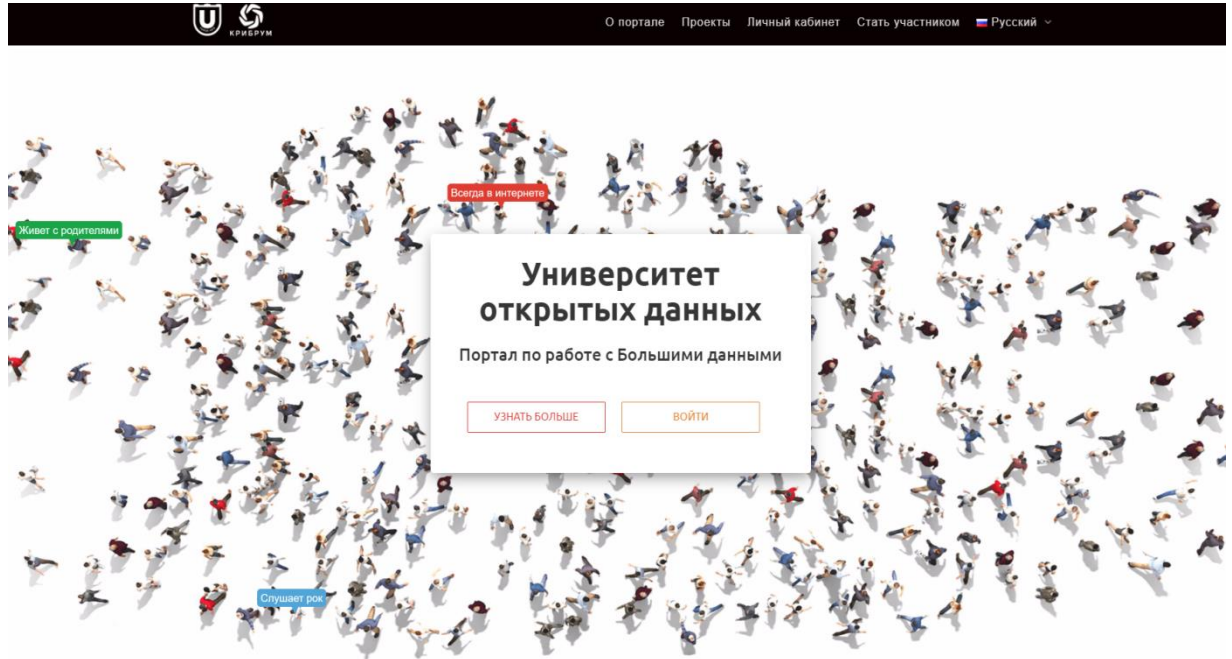 КРИБРУМ
О портале Проекты Личный кабинет Стать участником Русский
Всегда в интернете
Живет с родителями
Университет
открытых данных
Портал по работе с Большими данными
УЗНАТЬ БОЛЬШЕ ВОЙТИ
Слушает рок